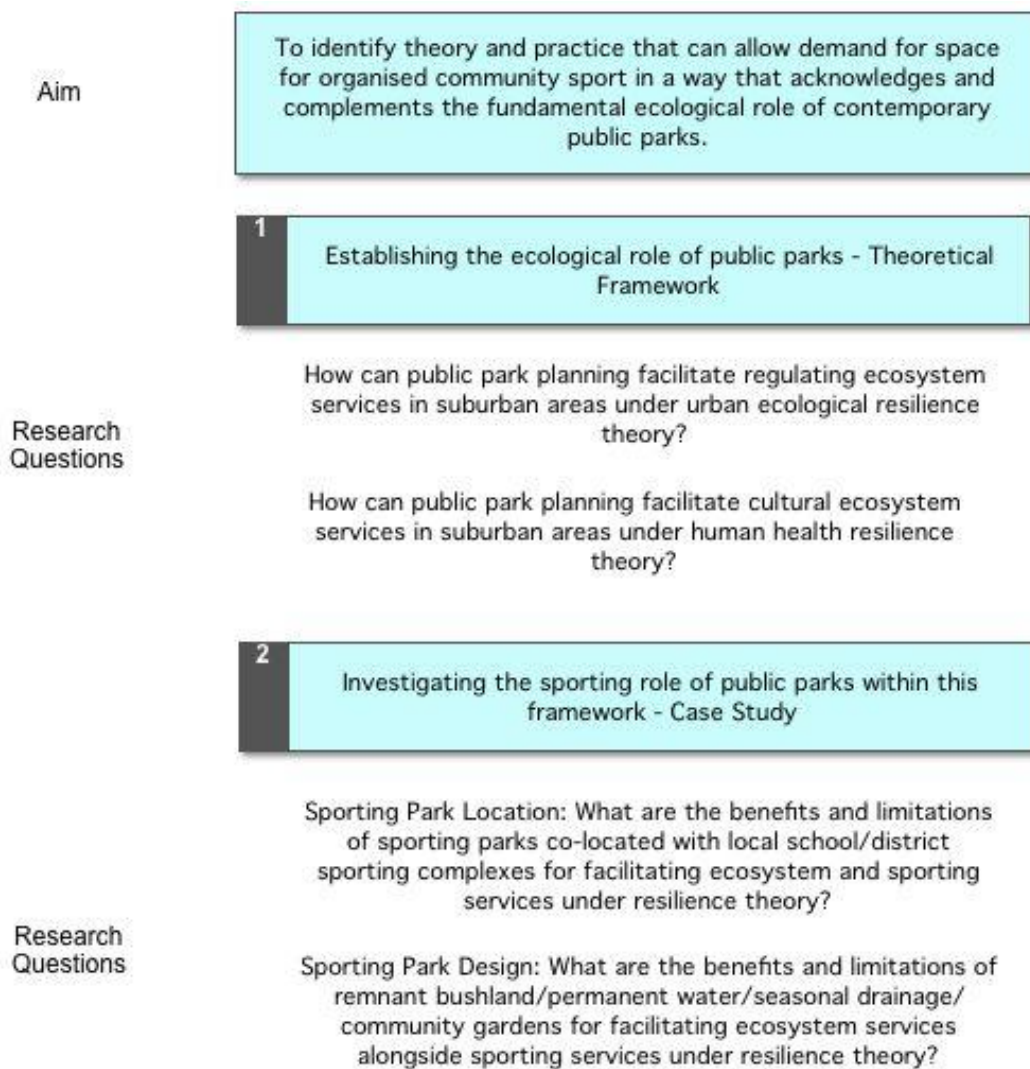 Aim
To identify theory and practice that can allow demand for space
for organised community sport in a way that acknowledges and
complements the fundamental ecological role of contemporary
public parks.
1
Establishing the ecological role of public parks - Theoretical
Framework
Research
Questions
How can public park planning facilitate regulating ecosystem
services in suburban areas under urban ecological resilience
theory?
How can public park planning facilitate cultural ecosystem
services in suburban areas under human health resilience
theory?
2
Investigating the sporting role of public parks within this
framework - Case Study
Research
Questions
Sporting Park Location: What are the benefits and limitations
of sporting parks co-located with local school/district
sporting complexes for facilitating ecosystem and sporting
services under resilience theory?
Sporting Park Design: What are the benefits and limitations of
remnant bushland/permanent water/seasonal drainage/
community gardens for facilitating ecosystem services
alongside sporting services under resilience theory?